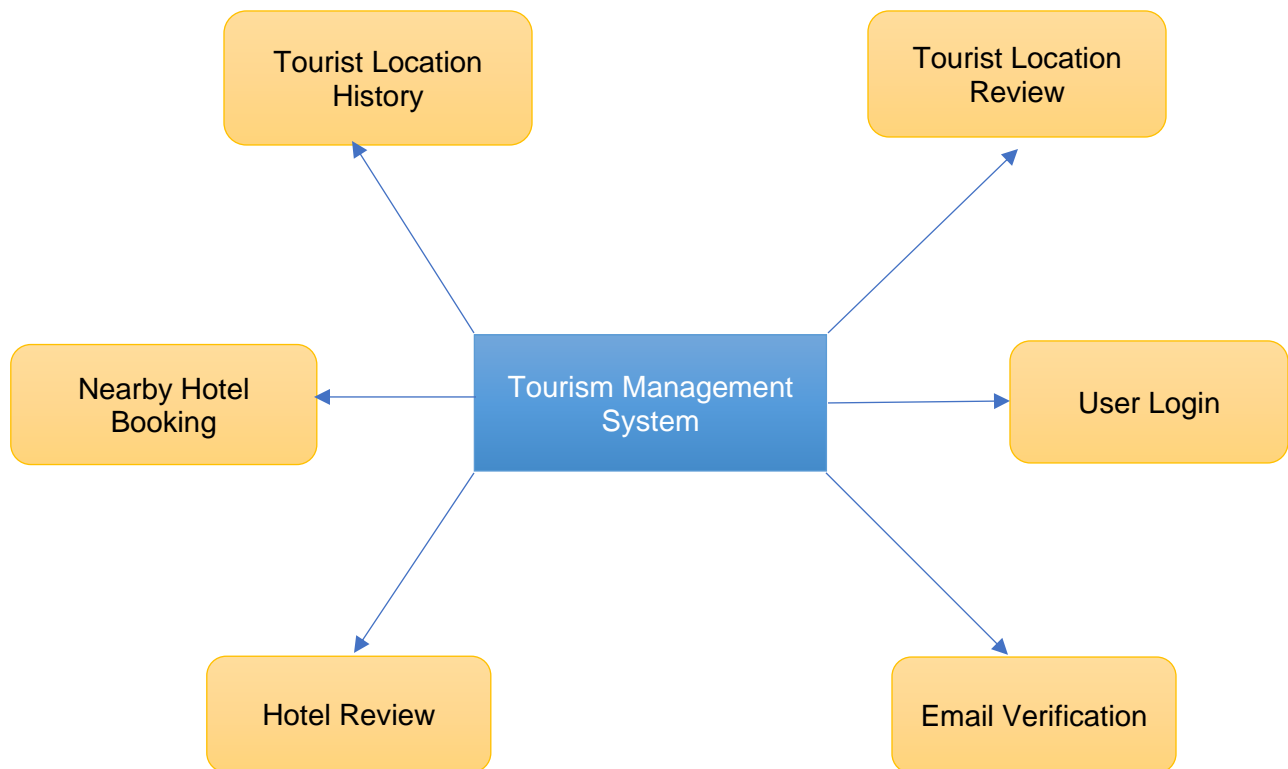 Tourist Location
History
Tourist Location
Review
Nearby Hotel
Booking
Tourism Management
System
User Login
Hotel Review
Email Verification